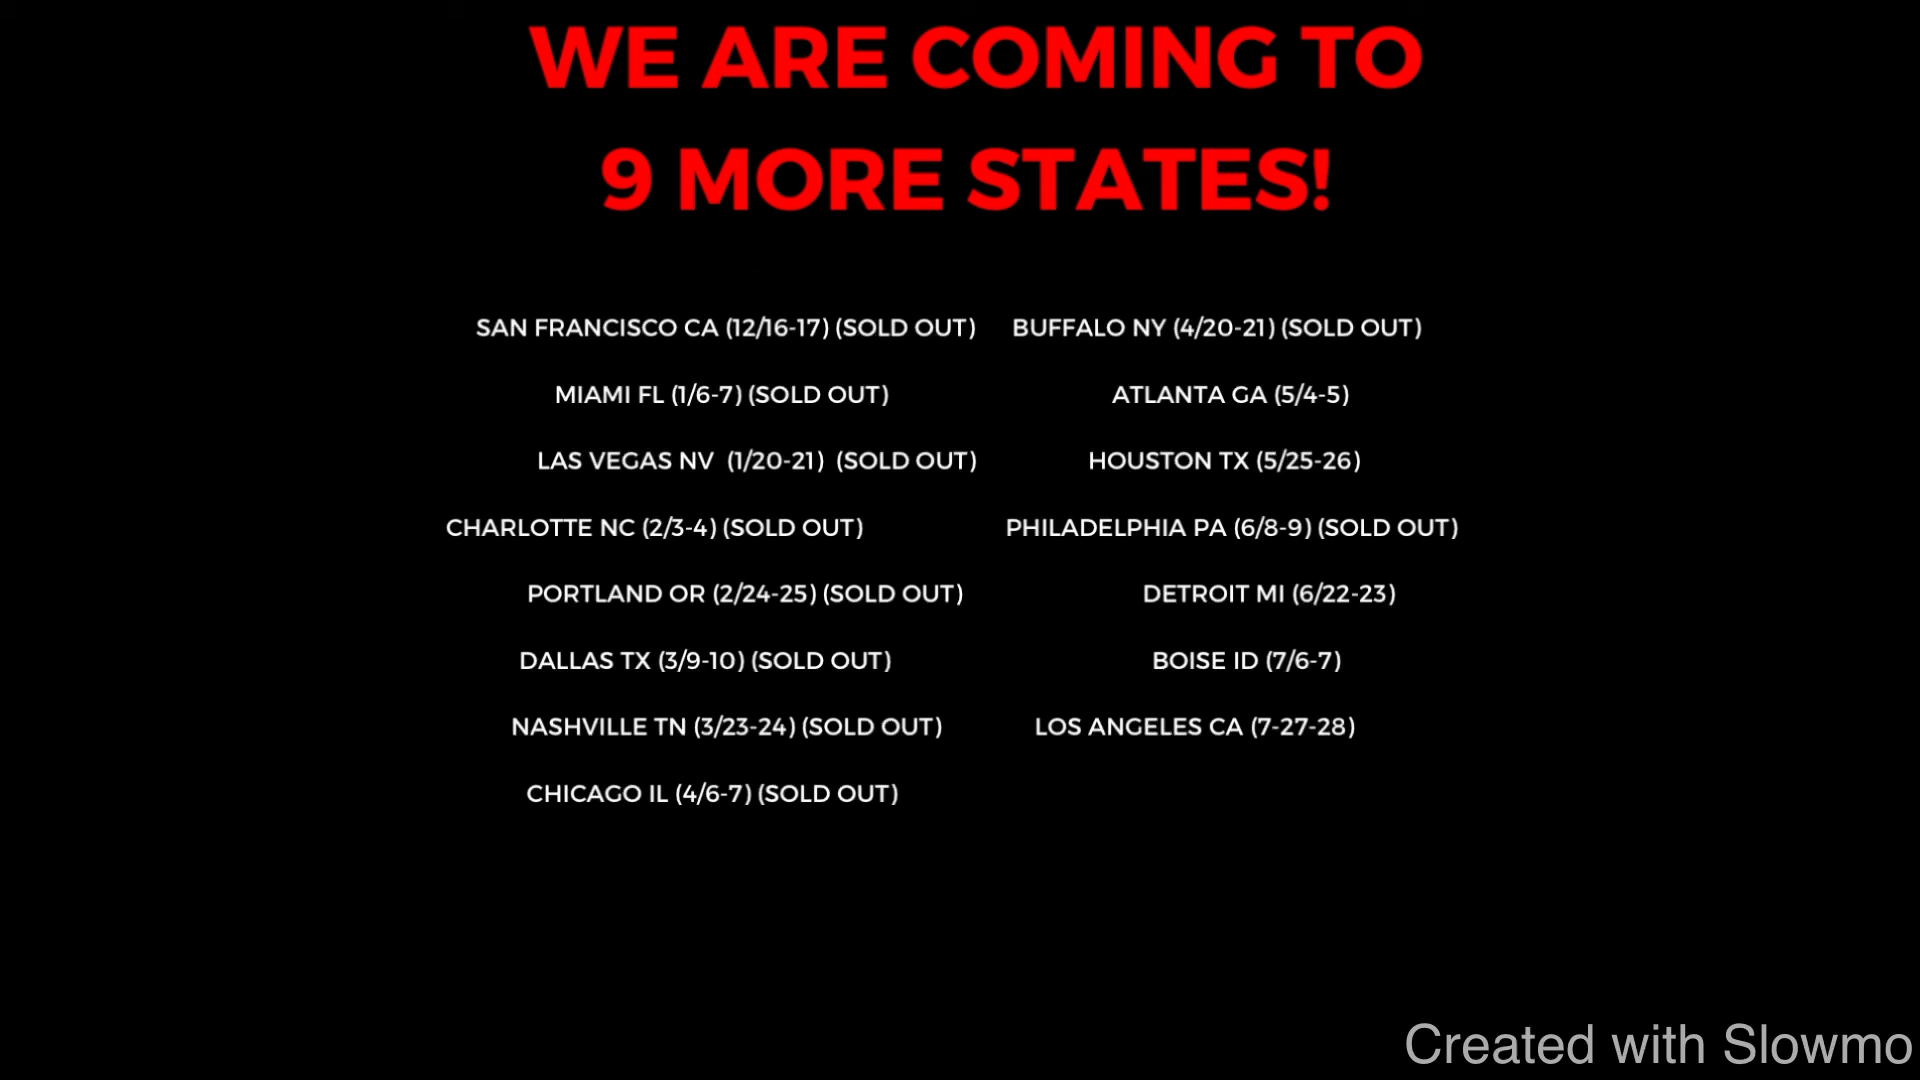 WE ARE COMING TO
9 MORE STATES!
SAN FRANCISCO CA (12/16-17) (SOLD OUT)
MIAMI FL (1/6-7) (SOLD OUT)
LAS VEGAS NV (1/20-21) (SOLD OUT)
CHARLOTTE NC (2/3-4) (SOLD OUT)
PORTLAND OR (2/24-25) (SOLD OUT)
DALLAS TX (3/9-10) (SOLD OUT)
NASHVILLE TN (3/23-24) (SOLD OUT)
CHICAGO IL (4/6-7) (SOLD OUT)
BUFFALO NY (4/20-21) (SOLD OUT)
ATLANTA GA (5/4-5)
HOUSTON TX (5/25-26)
PHILADELPHIA PA (6/8-9) (SOLD OUT)
DETROIT MI (6/22-23)
BOISE ID (7/6-7)
LOS ANGELES CA (7-27-28)
Created with Slowmo